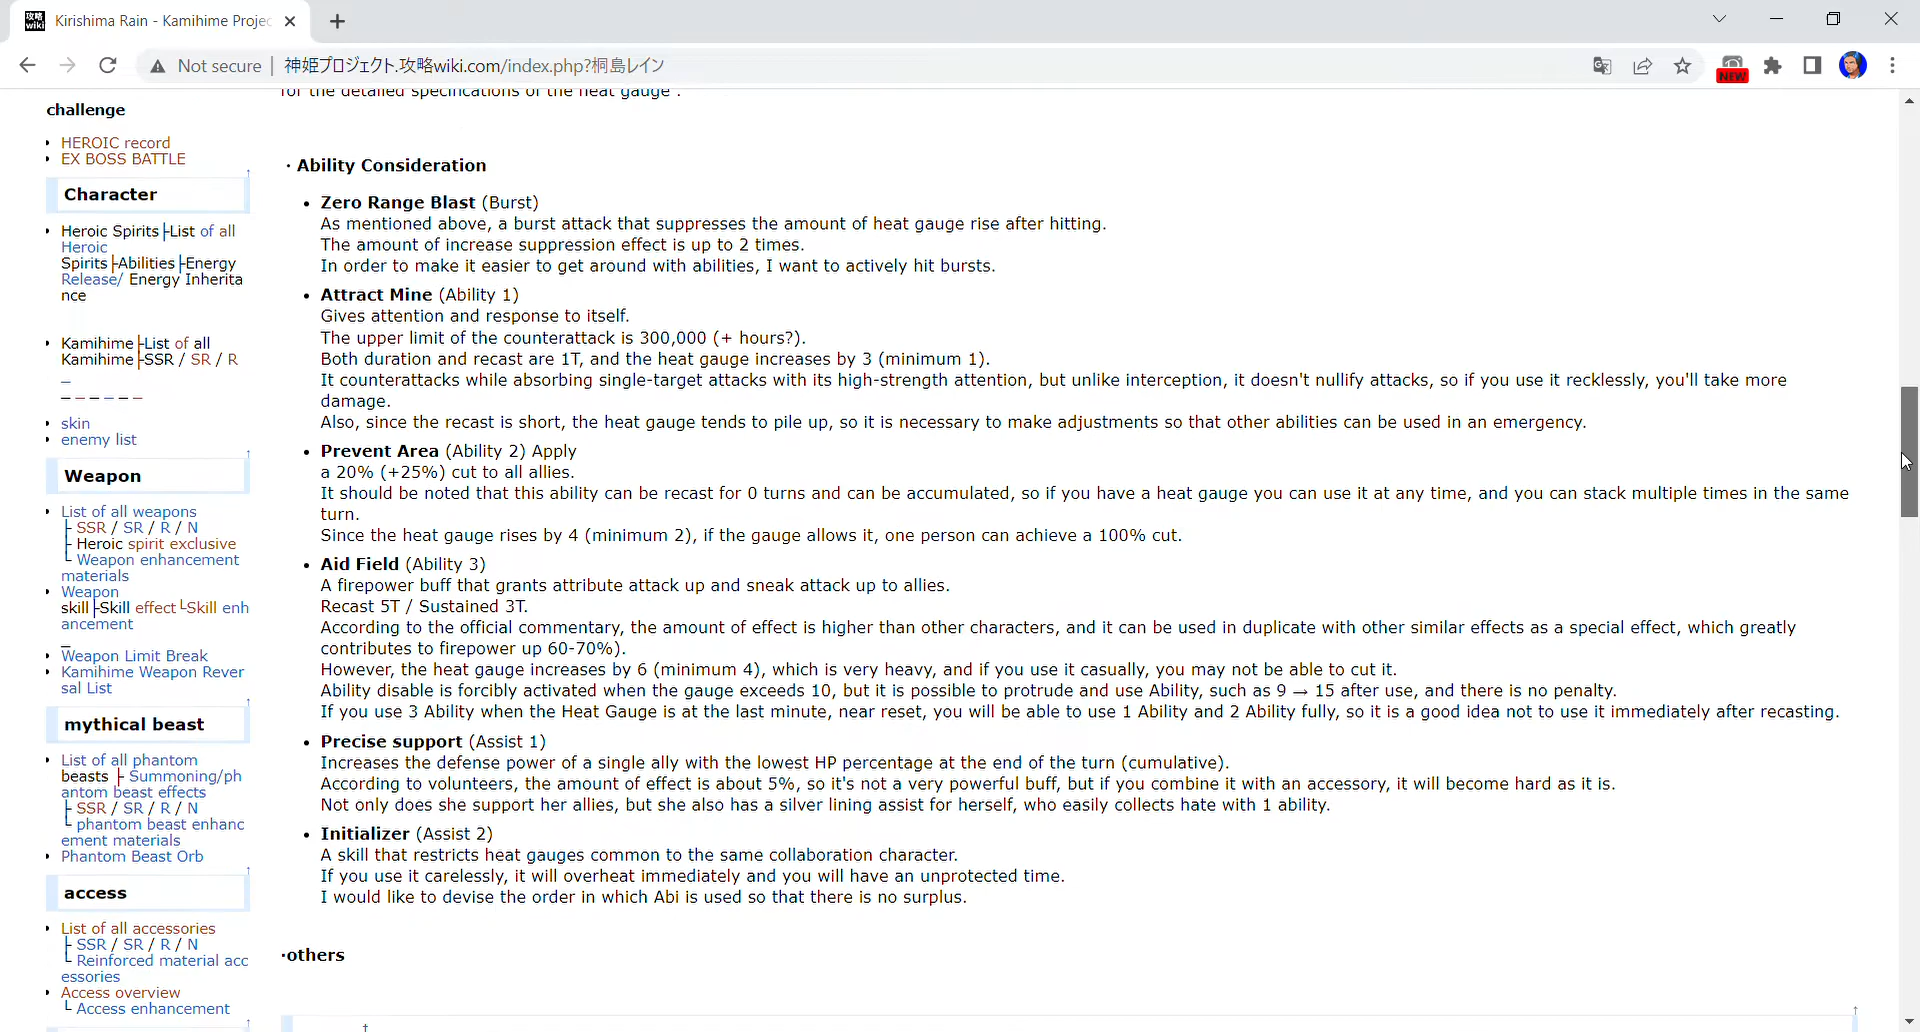 Kirishima Rain - Kamihime Projec
Not secure
神姫プロジェクト.攻略wiki.com/index.php?桐島レイン
NEW
for the detailed specifications of the heat gauge .
challenge
HEROIC record
EX BOSS BATTLE
↑
Character
Heroic Spirits├List of all
Heroic
Spirits├Abilities├Energy
Release/ Energy Inherita
nce
Kamihime├List of all
Kamihime├SSR / SR / R
skin
enemy list
↑
Weapon
List of all weapons
├ SSR / SR / R / N
├ Heroic spirit exclusive
└ Weapon enhancement
materials
Weapon
skill├Skill effect└Skill enh
ancement
Weapon Limit Break
Kamihime Weapon Rever
sal List
↑
mythical beast
List of all phantom
beasts ├ Summoning/ph
antom beast effects
├ SSR / SR / R / N
└ phantom beast enhanc
ement materials
Phantom Beast Orb
↑
access
List of all accessories
├ SSR / SR / R / N
└ Reinforced material acc
essories
Access overview
└ Access enhancement
↑
· Ability Consideration
Zero Range Blast (Burst)
As mentioned above, a burst attack that suppresses the amount of heat gauge rise after hitting.
The amount of increase suppression effect is up to 2 times.
In order to make it easier to get around with abilities, I want to actively hit bursts.
Attract Mine (Ability 1)
Gives attention and response to itself.
The upper limit of the counterattack is 300,000 (+ hours?).
Both duration and recast are 1T, and the heat gauge increases by 3 (minimum 1).
It counterattacks while absorbing single-target attacks with its high-strength attention, but unlike interception, it doesn't nullify attacks, so if you use it recklessly, you'll take more
damage.
Also, since the recast is short, the heat gauge tends to pile up, so it is necessary to make adjustments so that other abilities can be used in an emergency.
Prevent Area (Ability 2) Apply
a 20% (+25%) cut to all allies.
It should be noted that this ability can be recast for 0 turns and can be accumulated, so if you have a heat gauge you can use it at any time, and you can stack multiple times in the same
turn.
Since the heat gauge rises by 4 (minimum 2), if the gauge allows it, one person can achieve a 100% cut.
Aid Field (Ability 3)
A firepower buff that grants attribute attack up and sneak attack up to allies.
Recast 5T / Sustained 3T.
According to the official commentary, the amount of effect is higher than other characters, and it can be used in duplicate with other similar effects as a special effect, which greatly
contributes to firepower up 60-70%).
However, the heat gauge increases by 6 (minimum 4), which is very heavy, and if you use it casually, you may not be able to cut it.
Ability disable is forcibly activated when the gauge exceeds 10, but it is possible to protrude and use Ability, such as 9 → 15 after use, and there is no penalty.
If you use 3 Ability when the Heat Gauge is at the last minute, near reset, you will be able to use 1 Ability and 2 Ability fully, so it is a good idea not to use it immediately after recasting.
Precise support (Assist 1)
Increases the defense power of a single ally with the lowest HP percentage at the end of the turn (cumulative).
According to volunteers, the amount of effect is about 5%, so it's not a very powerful buff, but if you combine it with an accessory, it will become hard as it is.
Not only does she support her allies, but she also has a silver lining assist for herself, who easily collects hate with 1 ability.
Initializer (Assist 2)
A skill that restricts heat gauges common to the same collaboration character.
If you use it carelessly, it will overheat immediately and you will have an unprotected time.
I would like to devise the order in which Abi is used so that there is no surplus.
·others
↑
†